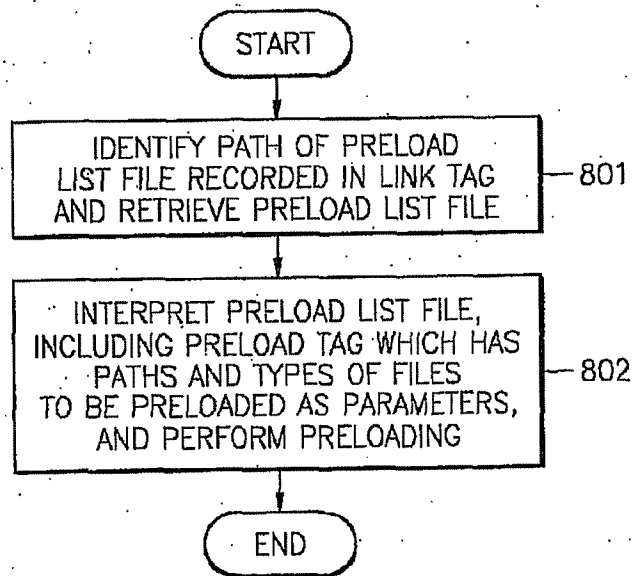 START
IDENTIFY PATH OF PRELOAD
LIST FILE RECORDED IN LINK TAG
AND RETRIEVE PRELOAD LIST FILE
801
INTERPRET PRELOAD LIST FILE,
INCLUDING PRELOAD TAG WHICH HAS
PATHS AND TYPES OF FILES
TO BE PRELOADED AS PARAMETERS,
AND PERFORM PRELOADING
802
END